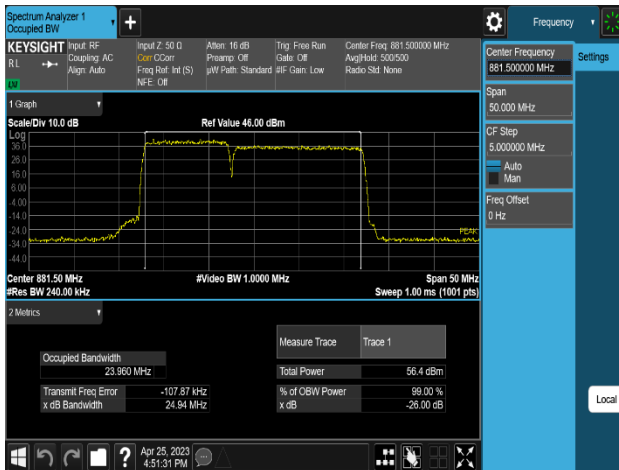 Spectrum Analyzer 1
Occupied BW
Frequency
KEYSIGHT
R L
Input: RF
Coupling: AC
Align: Auto
Input Z: 50 Ω
Corr CCorr
Freq Ref: Int (S)
NFE: Off
Atten: 16 dB
Preamp: Off
µW Path: Standard
Trig: Free Run
Gate: Off
#IF Gain: Low
Center Freq: 881.500000 MHz
Avg|Hold: 500/500
Radio Std: None
1 Graph
Scale/Div 10.0 dB
Ref Value 46.00 dBm
Log
36.0
26.0
16.0
6.00
-4.00
-14.0
-24.0
-34.0
-44.0
PEAK
Center 881.50 MHz
#Video BW 1.0000 MHz
Span 50 MHz
#Res BW 240.00 kHz
Sweep 1.00 ms (1001 pts)
2 Metrics
Measure Trace
Trace 1
Occupied Bandwidth
23.960 MHz
Total Power
56.4 dBm
Transmit Freq Error
-107.87 kHz
% of OBW Power
99.00 %
x dB Bandwidth
24.94 MHz
x dB
-26.00 dB
Apr 25, 2023
4:51:31 PM
Center Frequency
881.500000 MHz
Settings
Span
50.000 MHz
CF Step
5.000000 MHz
Auto
Man
Freq Offset
0 Hz
Local